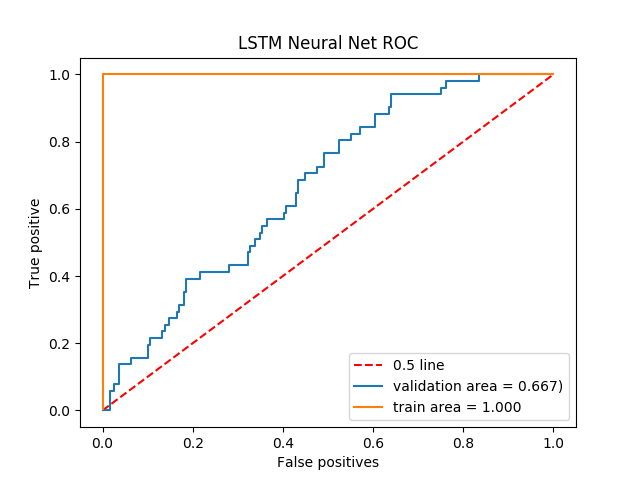 LSTM Neural Net ROC
True positive
1.0
0.8
0.6
0.4
0.2
0.0
0.5 line
validation area = 0.667)
train area = 1.000
0.0 0.2 0.4 0.6 0.8 1.0
False positives